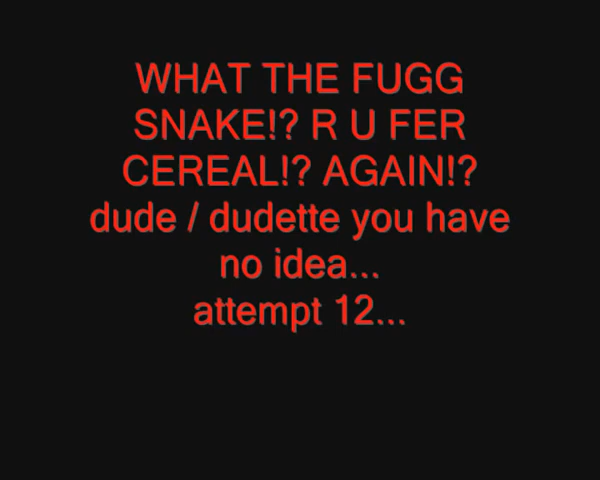 WHAT THE FUGG
SNAKE!? R U FER
CEREAL!? AGAIN!?
dude / dudette you have
no idea...
attempt 12...